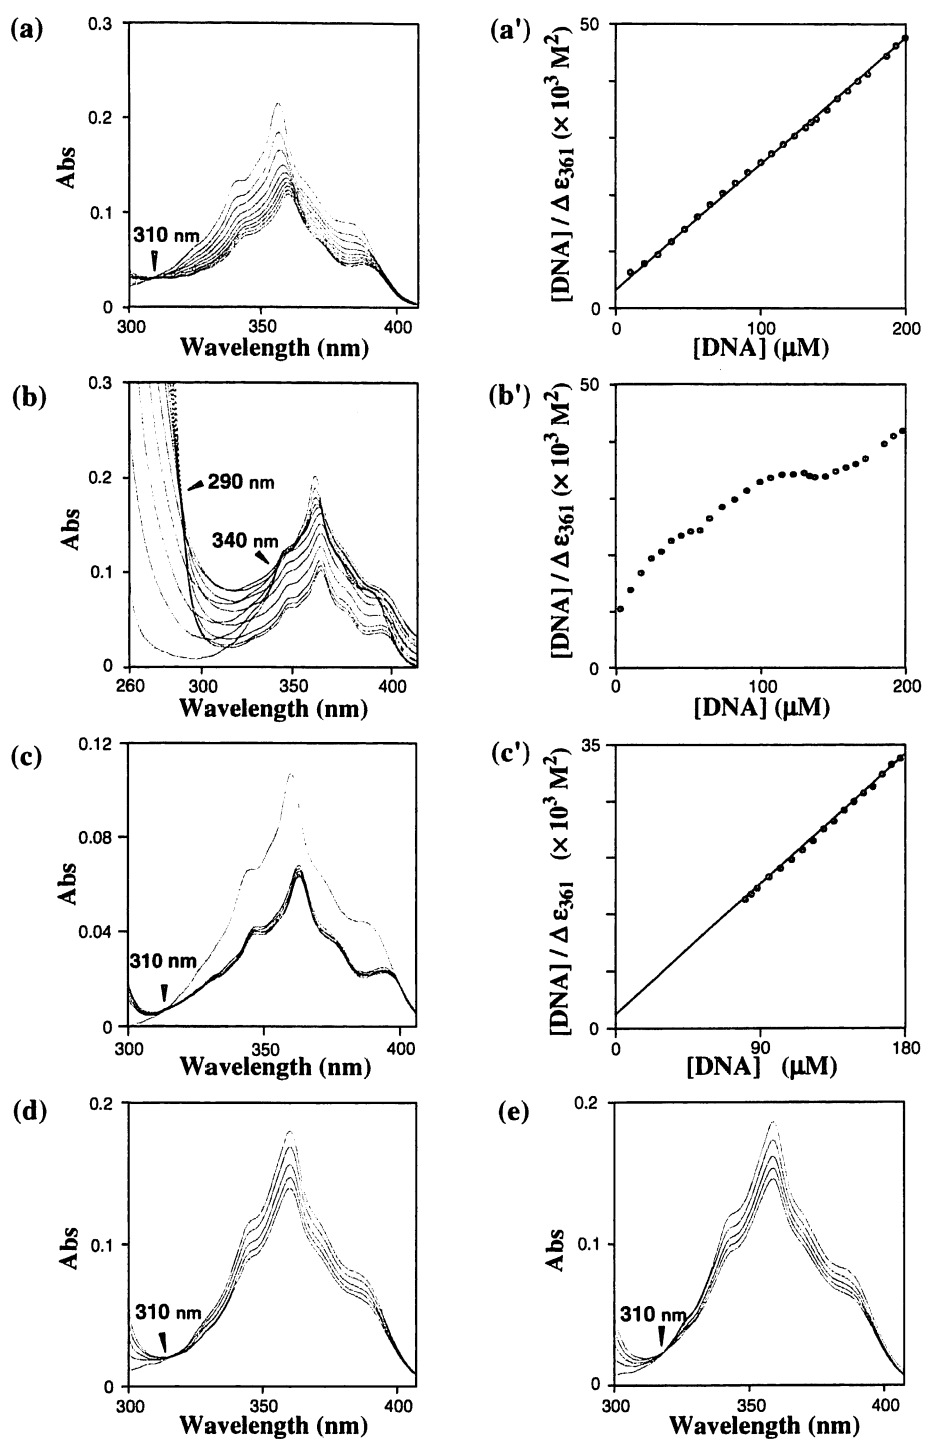 (a)
0.3
0.2
0.1
0
Abs
310 nm
300 350 400
Wavelength (nm)
(a')
50
0
[DNA] / Δ ε361 (× 10³ M²)
0 100 200
[DNA] (μM)
(b)
0.3
0.2
0.1
0
Abs
290 nm
340 nm
260 300 350 400
Wavelength (nm)
(b')
50
0
[DNA] / Δ ε361 (× 10³ M²)
0 100 200
[DNA] (μM)
(c)
0.12
0.08
0.04
0
Abs
310 nm
300 350 400
Wavelength (nm)
(c')
35
0
[DNA] / Δ ε361 (× 10³ M²)
0 90 180
[DNA] (μM)
(d)
0.2
0.1
0
Abs
310 nm
300 350 400
Wavelength (nm)
(e)
0.2
0.1
0
Abs
310 nm
300 350 400
Wavelength (nm)